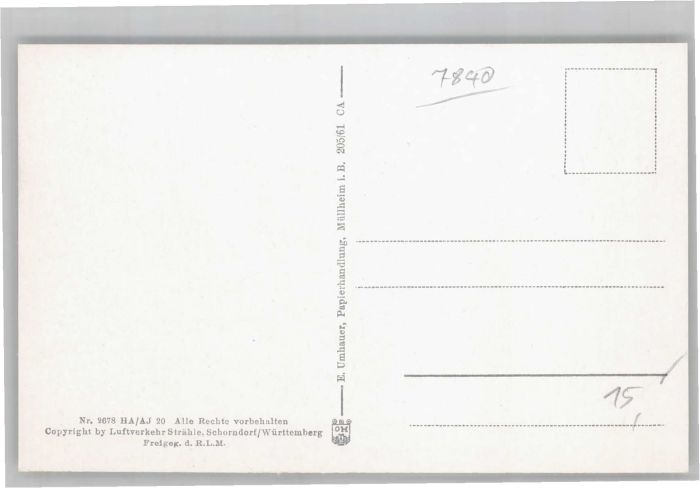 Nr. 2678 HA/AJ 20 Alle Rechte vorbehalten
Copyright by Luftverkehr Strähle, Schorndorf/Württemberg
Freigeg. d. R.L.M.
E. Umhauer, Papierhandlung, Müllheim i. B. 205/61 CA
7840
15,